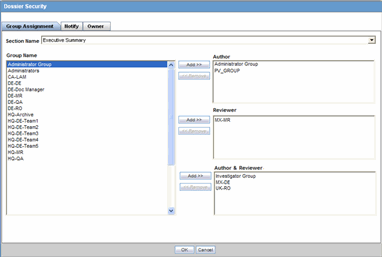 Dossier Security
Group Assignment
Notify
Owner
Section Name
Executive Summary
Group Name
Administrator Group
Administrators
CA-LAM
DE-DE
DE-Doc Manager
DE-MR
DE-QA
DE-RO
HQ-Archive
HQ-DE-Team1
HQ-DE-Team2
HQ-DE-Team3
HQ-DE-Team4
HQ-DE-Team5
HQ-MR
HQ-QA
Add >>
<< Remove
Author
Administrator Group
PV_GROUP
Add >>
<< Remove
Reviewer
MX-MR
Add >>
<< Remove
Author & Reviewer
Investigator Group
MX-DE
UK-RO
OK
Cancel